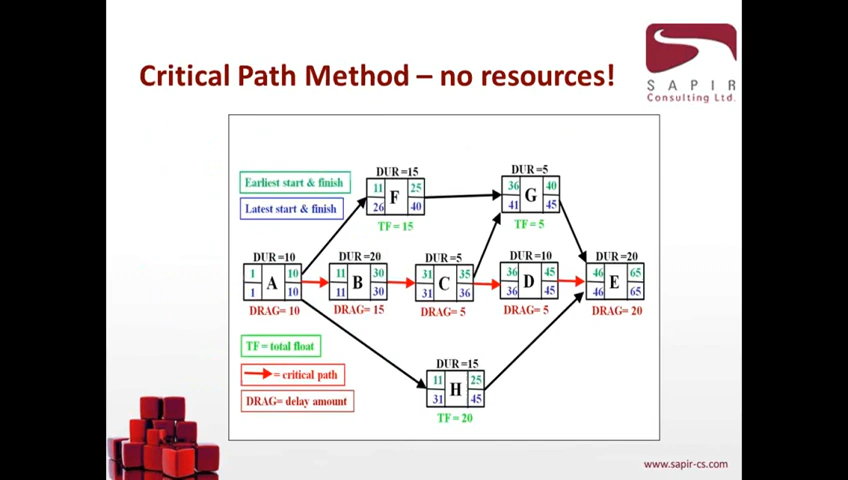 Critical Path Method – no resources!
SAPIR
Consulting Ltd.
Earliest start & finish
Latest start & finish
DUR =15
11 F 25
26 40
TF = 15
DUR =5
36 G 40
41 45
TF = 5
DUR =10
1 A 10
1 10
DRAG= 10
DUR =20
11 B 30
11 30
DRAG= 15
DUR =5
31 C 35
31 36
DRAG= 5
DUR =10
36 D 45
36 45
DRAG= 5
DUR =20
46 E 65
46 65
DRAG= 20
DUR =15
11 H 25
31 45
TF = 20
TF = total float
= critical path
DRAG= delay amount
www.sapir-cs.com